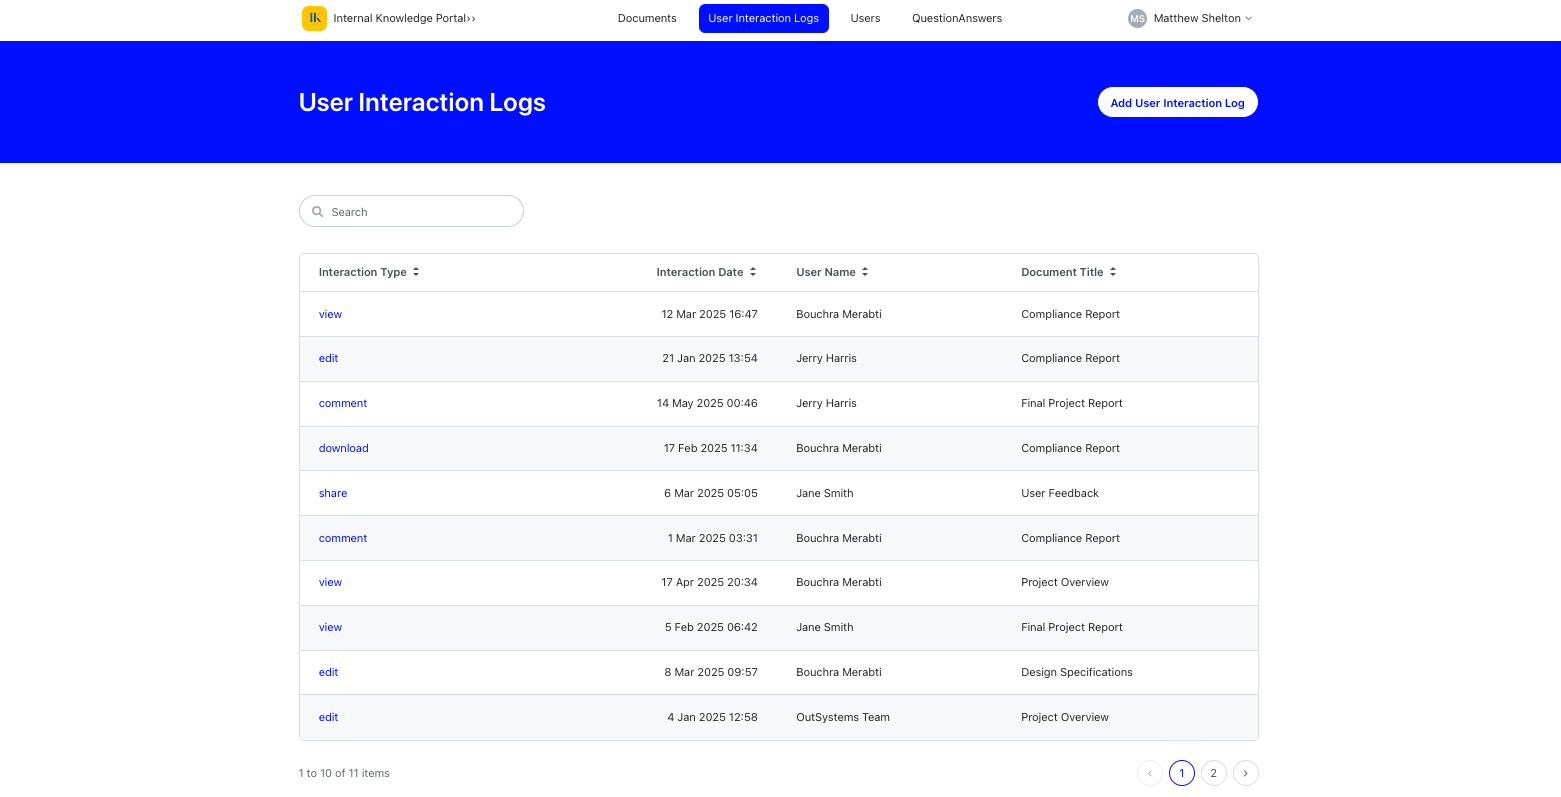 lk Internal Knowledge Portal›› Documents User Interaction Logs Users QuestionAnswers MS Matthew Shelton
User Interaction Logs Add User Interaction Log
Search
Interaction Type Interaction Date User Name Document Title
view 12 Mar 2025 16:47 Bouchra Merabti Compliance Report
edit 21 Jan 2025 13:54 Jerry Harris Compliance Report
comment 14 May 2025 00:46 Jerry Harris Final Project Report
download 17 Feb 2025 11:34 Bouchra Merabti Compliance Report
share 6 Mar 2025 05:05 Jane Smith User Feedback
comment 1 Mar 2025 03:31 Bouchra Merabti Compliance Report
view 17 Apr 2025 20:34 Bouchra Merabti Project Overview
view 5 Feb 2025 06:42 Jane Smith Final Project Report
edit 8 Mar 2025 09:57 Bouchra Merabti Design Specifications
edit 4 Jan 2025 12:58 OutSystems Team Project Overview
1 to 10 of 11 items 1 2